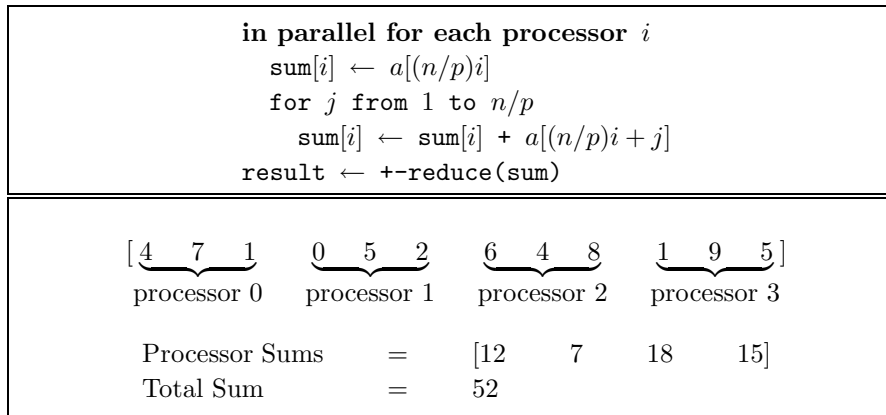 in parallel for each processor i
sum[i] ← a[(n/p)i]
for j from 1 to n/p
sum[i] ← sum[i] + a[(n/p)i + j]
result ← +-reduce(sum)
[4 7 1 0 5 2 6 4 8 1 9 5]
processor 0 processor 1 processor 2 processor 3
Processor Sums = [12 7 18 15]
Total Sum = 52